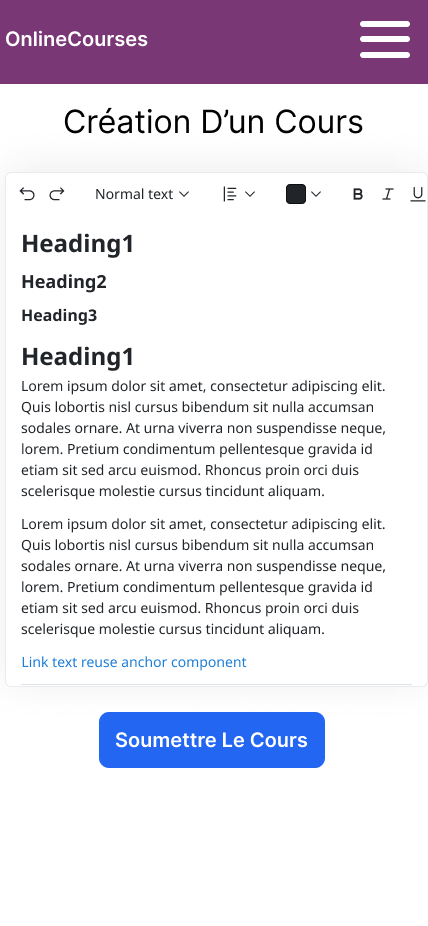 OnlineCourses
Création D’un Cours
Normal text B I U
Heading1
Heading2
Heading3
Heading1
Lorem ipsum dolor sit amet, consectetur adipiscing elit.
Quis lobortis nisl cursus bibendum sit nulla accumsan
sodales ornare. At urna viverra non suspendisse neque,
lorem. Pretium condimentum pellentesque gravida id
etiam sit sed arcu euismod. Rhoncus proin orci duis
scelerisque molestie cursus tincidunt aliquam.
Lorem ipsum dolor sit amet, consectetur adipiscing elit.
Quis lobortis nisl cursus bibendum sit nulla accumsan
sodales ornare. At urna viverra non suspendisse neque,
lorem. Pretium condimentum pellentesque gravida id
etiam sit sed arcu euismod. Rhoncus proin orci duis
scelerisque molestie cursus tincidunt aliquam.
Link text reuse anchor component
Soumettre Le Cours